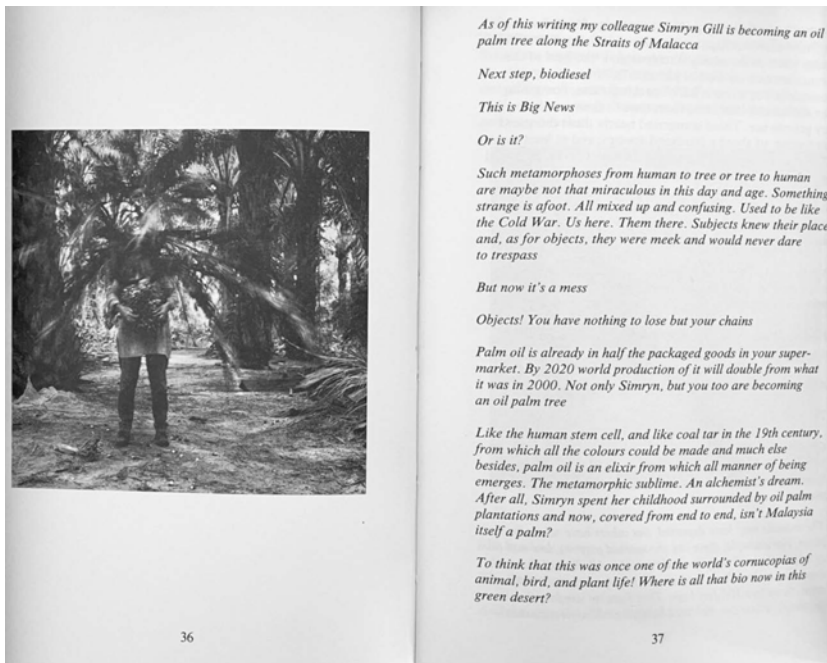 As of this writing my colleague Simryn Gill is becoming an oil
palm tree along the Straits of Malacca
Next step, biodiesel
This is Big News
Or is it?
Such metamorphoses from human to tree or tree to human
are maybe not that miraculous in this day and age. Something
strange is afoot. All mixed up and confusing. Used to be like
the Cold War. Us here. Them there. Subjects knew their place
and, as for objects, they were meek and would never dare
to trespass
But now it's a mess
Objects! You have nothing to lose but your chains
Palm oil is already in half the packaged goods in your super-
market. By 2020 world production of it will double from what
it was in 2000. Not only Simryn, but you too are becoming
an oil palm tree
Like the human stem cell, and like coal tar in the 19th century,
from which all the colours could be made and much else
besides, palm oil is an elixir from which all manner of being
emerges. The metamorphic sublime. An alchemist's dream.
After all, Simryn spent her childhood surrounded by oil palm
plantations and now, covered from end to end, isn't Malaysia
itself a palm?
To think that this was once one of the world's cornucopias of
animal, bird, and plant life! Where is all that bio now in this
green desert?
36
37